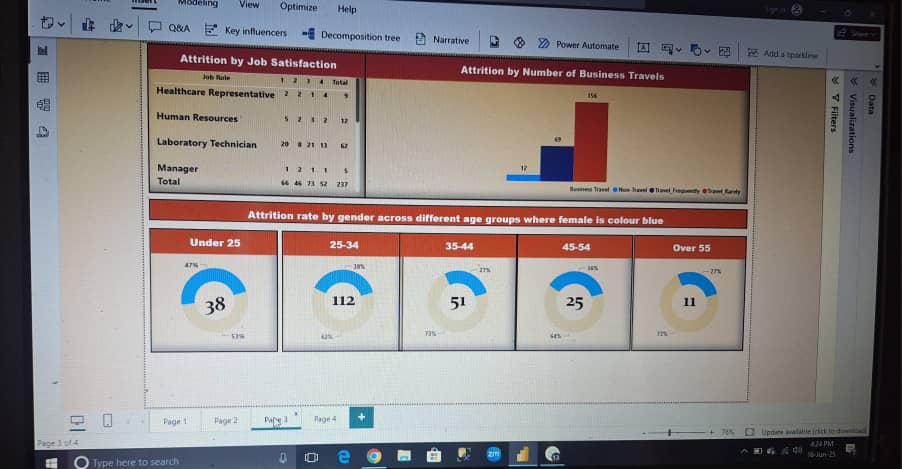 Insert Modeling View Optimize Help
Sign in
Q&A Key influencers Decomposition tree Narrative Power Automate Add a sparkline
Share
Attrition by Job Satisfaction
Job Role 1 2 3 4 Total
Healthcare Representative 2 2 1 4 9
Human Resources 5 2 3 2 12
Laboratory Technician 20 8 21 13 62
Manager 1 2 1 1 5
Total 66 46 73 52 237
Attrition by Number of Business Travels
156
69
12
Business Travel Non-Travel Travel_Frequently Travel_Rarely
Filters
Visualizations
Data
Attrition rate by gender across different age groups where female is colour blue
Under 25 25-34 35-44 45-54 Over 55
47% 38% 27% 36% 27%
38 112 51 25 11
53% 62% 73% 64% 73%
Page 1 Page 2 Page 3 Page 4 +
Page 3 of 4
76% Update available (click to download)
Type here to search
zm
4:24 PM
18-Jun-25